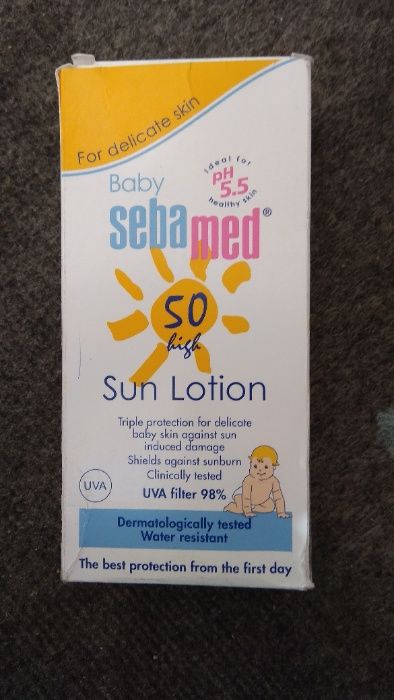 For delicate skin
Baby
sebamed®
ideal for
pH
5.5
healthy skin
50
high
Sun Lotion
Triple protection for delicate
baby skin against sun
induced damage
Shields against sunburn
Clinically tested
UVA
UVA filter 98%
Dermatologically tested
Water resistant
The best protection from the first day